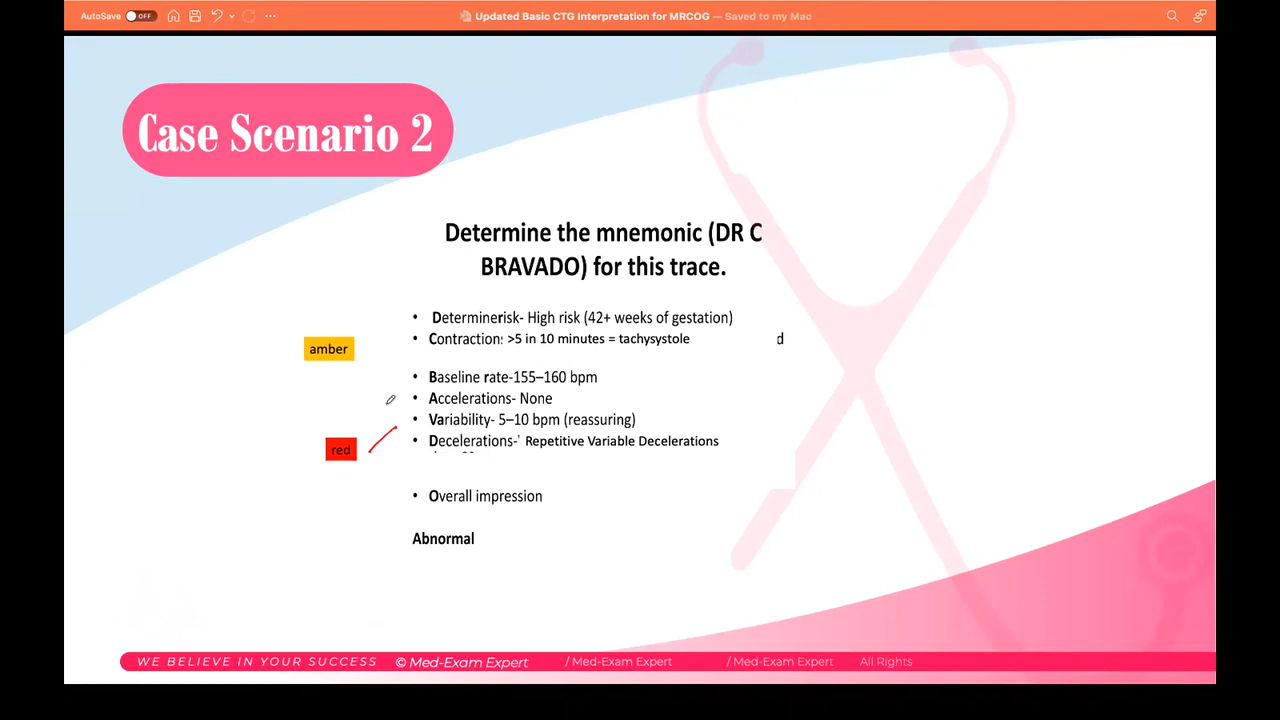 AutoSave OFF
Updated Basic CTG Interpretation for MRCOG — Saved to my Mac
Case Scenario 2
Determine the mnemonic (DR C
BRAVADO) for this trace.
• Determinerisk- High risk (42+ weeks of gestation)
• Contraction: >5 in 10 minutes = tachysystole d
amber
• Baseline rate-155–160 bpm
• Accelerations- None
• Variability- 5–10 bpm (reassuring)
• Decelerations-' Repetitive Variable Decelerations
red
• Overall impression
Abnormal
WE BELIEVE IN YOUR SUCCESS © Med-Exam Expert / Med-Exam Expert / Med-Exam Expert All Rights